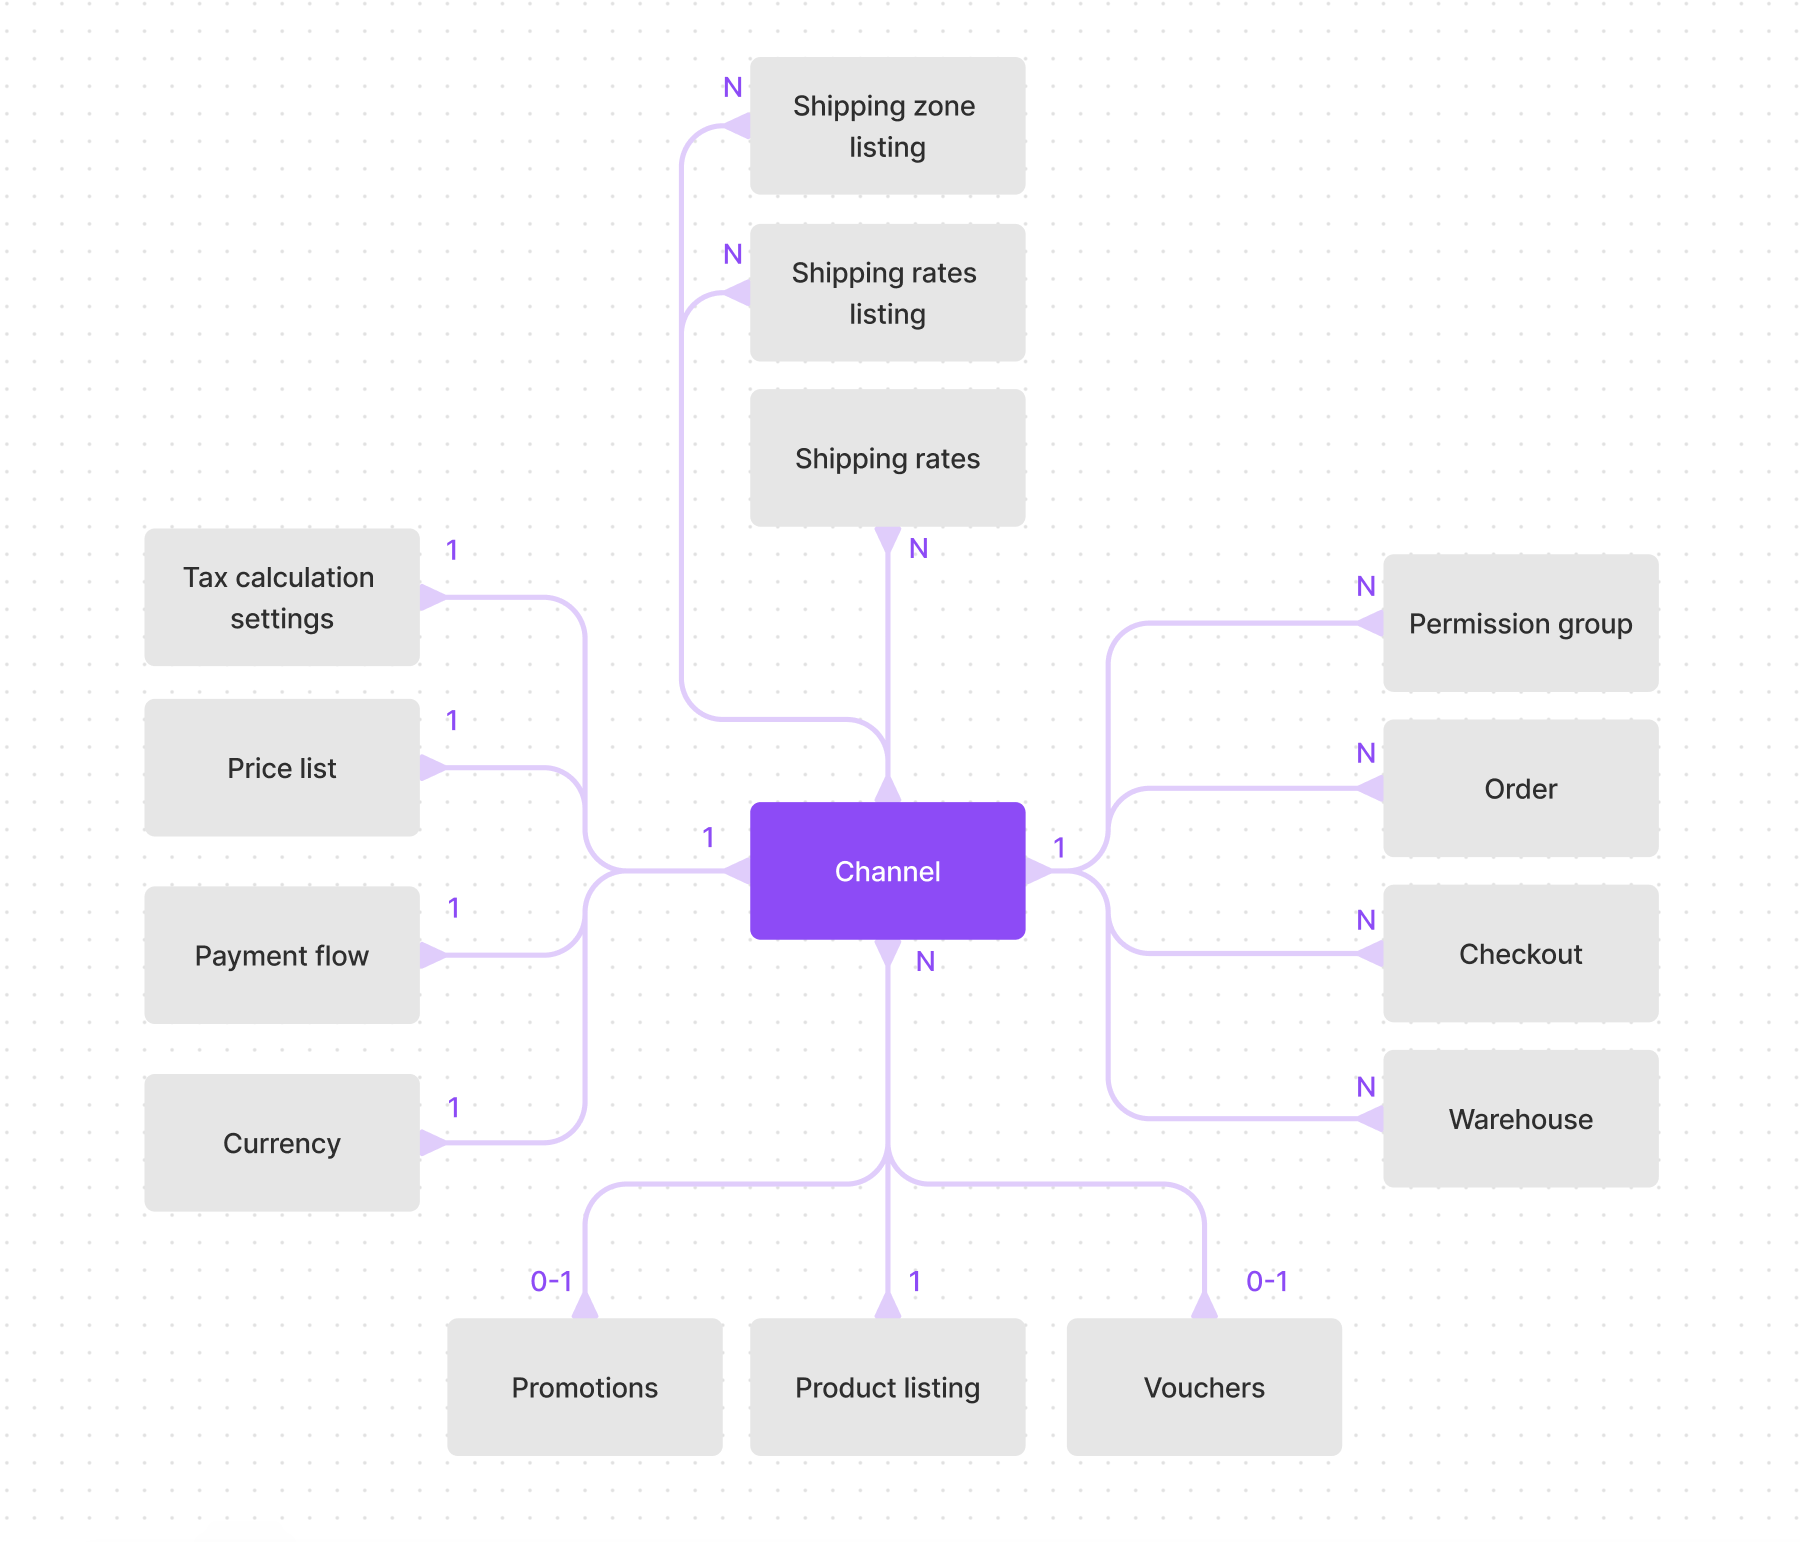 N
Shipping zone
listing
N
Shipping rates
listing
Shipping rates
N
1
Tax calculation
settings
1
Price list
1
Payment flow
1
Currency
1
Channel
1
N
N
Permission group
N
Order
N
Checkout
N
Warehouse
0-1
1
0-1
Promotions
Product listing
Vouchers